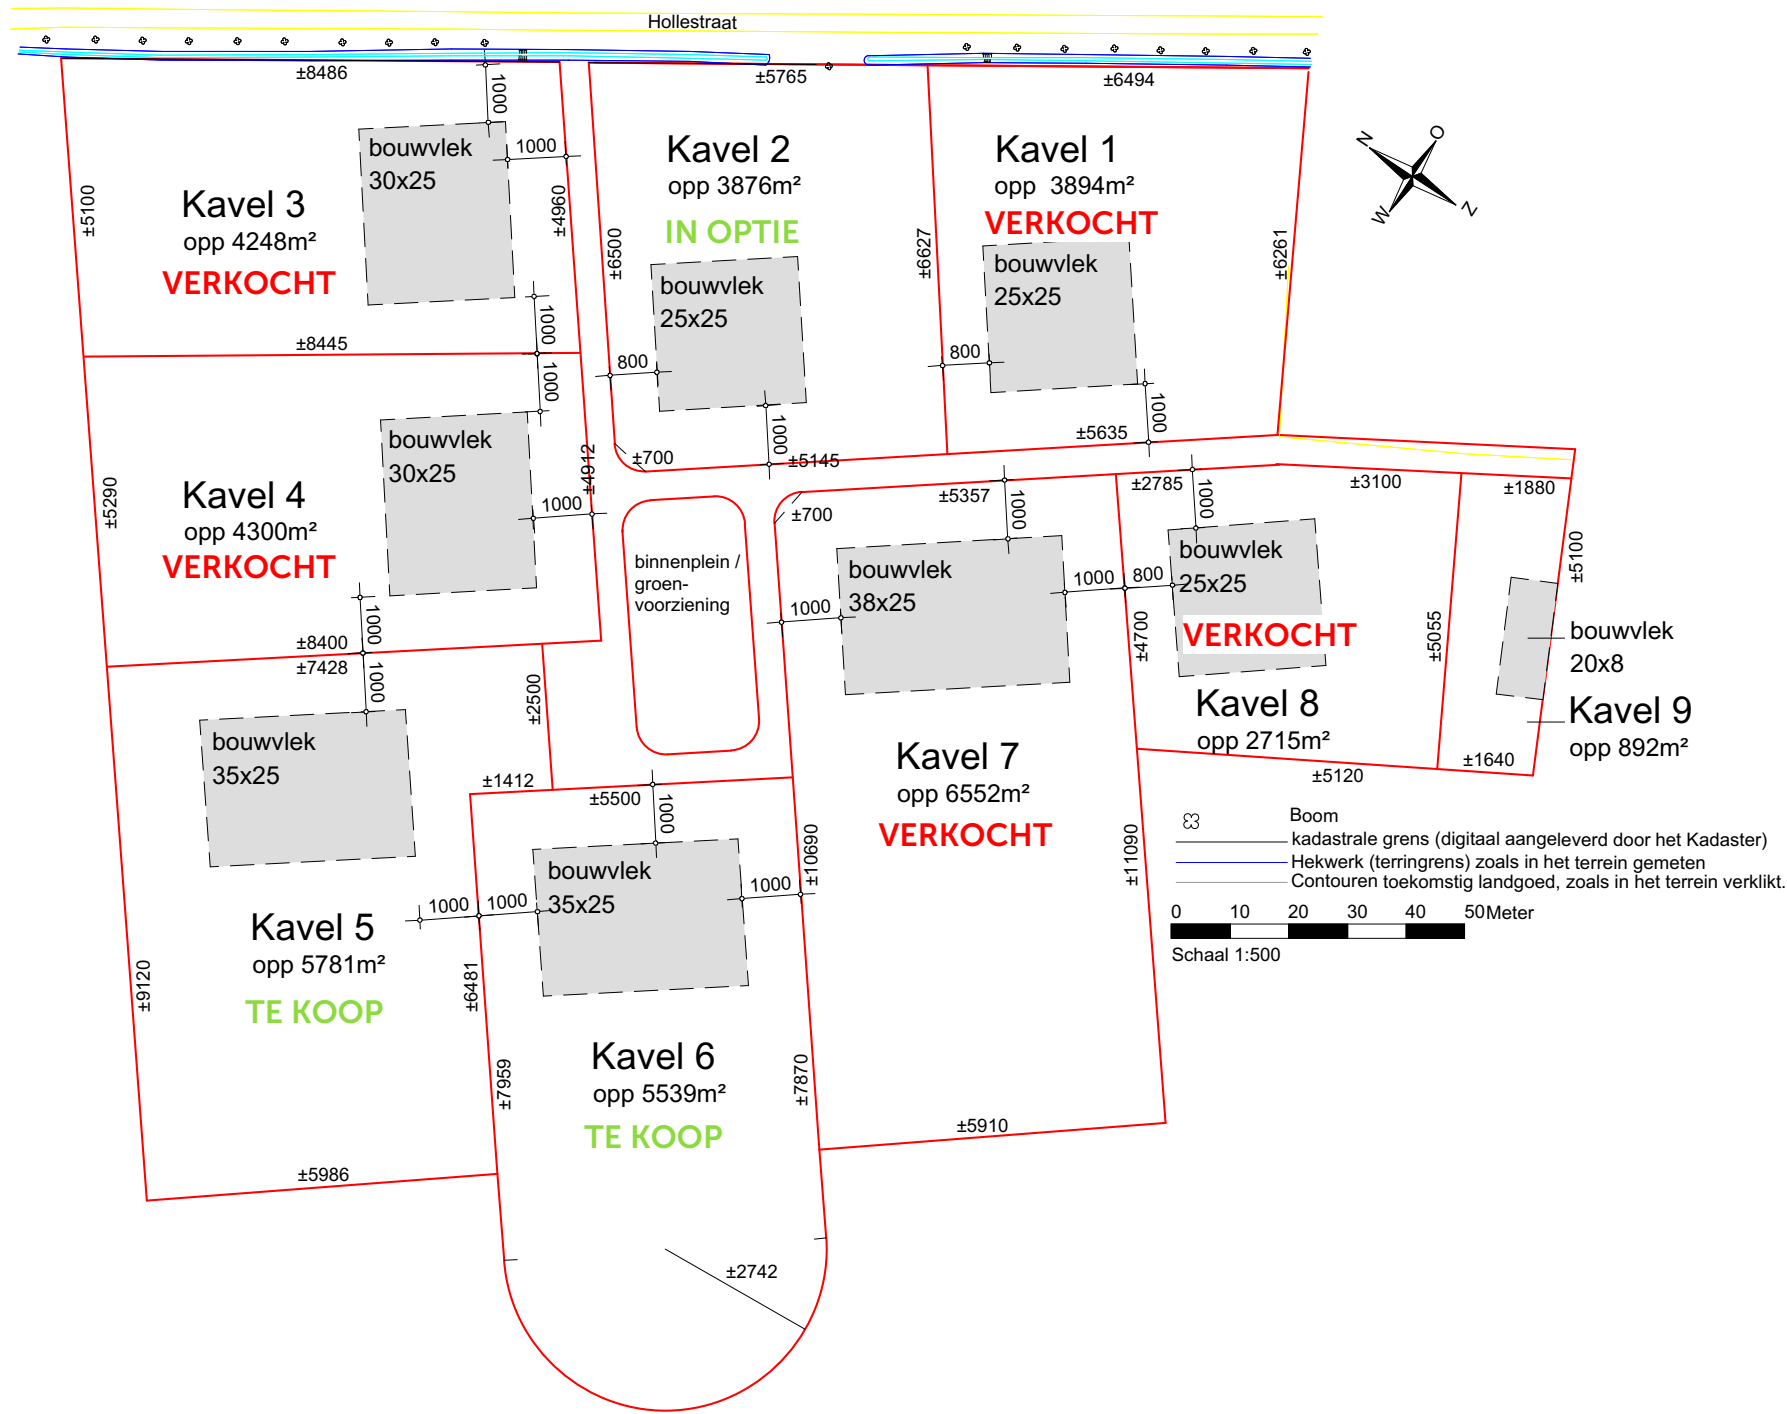 Hollestraat
±8486
±5765
±6494
1000
1000
bouwvlek
30x25
Kavel 3
opp 4248m²
VERKOCHT
±5100
±4960
1000
±8445
Kavel 2
opp 3876m²
IN OPTIE
±6500
bouwvlek
25x25
800
1000
±700
±5145
Kavel 1
opp 3894m²
VERKOCHT
±6627
±6261
bouwvlek
25x25
800
1000
±5635
N
O
W
Z
1000
bouwvlek
30x25
Kavel 4
opp 4300m²
VERKOCHT
±5290
±4912
1000
1000
±8400
±7428
1000
±2500
binnenplein /
groen-
voorziening
±700
±5357
1000
bouwvlek
38x25
1000
1000
Kavel 7
opp 6552m²
VERKOCHT
±10690
±11090
±5910
±2785
1000
±3100
bouwvlek
25x25
800
VERKOCHT
±4700
±5055
Kavel 8
opp 2715m²
±5120
±1880
±5100
bouwvlek
20x8
Kavel 9
opp 892m²
±1640
bouwvlek
35x25
±1412
±5500
1000
bouwvlek
35x25
1000
1000
1000
Kavel 5
opp 5781m²
TE KOOP
±9120
±6481
±5986
Kavel 6
opp 5539m²
TE KOOP
±7959
±7870
±2742
Boom
kadastrale grens (digitaal aangeleverd door het Kadaster)
Hekwerk (terringrens) zoals in het terrein gemeten
Contouren toekomstig landgoed, zoals in het terrein verklikt.
0 10 20 30 40 50Meter
Schaal 1:500